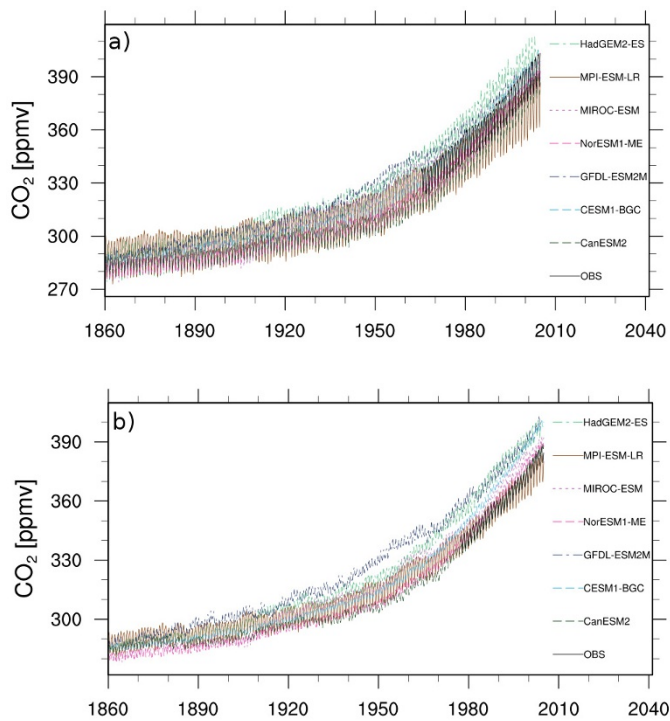 a)
CO₂ [ppmv]
390
360
330
300
270
1860 1890 1920 1950 1980 2010 2040
HadGEM2-ES
MPI-ESM-LR
MIROC-ESM
NorESM1-ME
GFDL-ESM2M
CESM1-BGC
CanESM2
OBS
b)
CO₂ [ppmv]
390
360
330
300
1860 1890 1920 1950 1980 2010 2040
HadGEM2-ES
MPI-ESM-LR
MIROC-ESM
NorESM1-ME
GFDL-ESM2M
CESM1-BGC
CanESM2
OBS